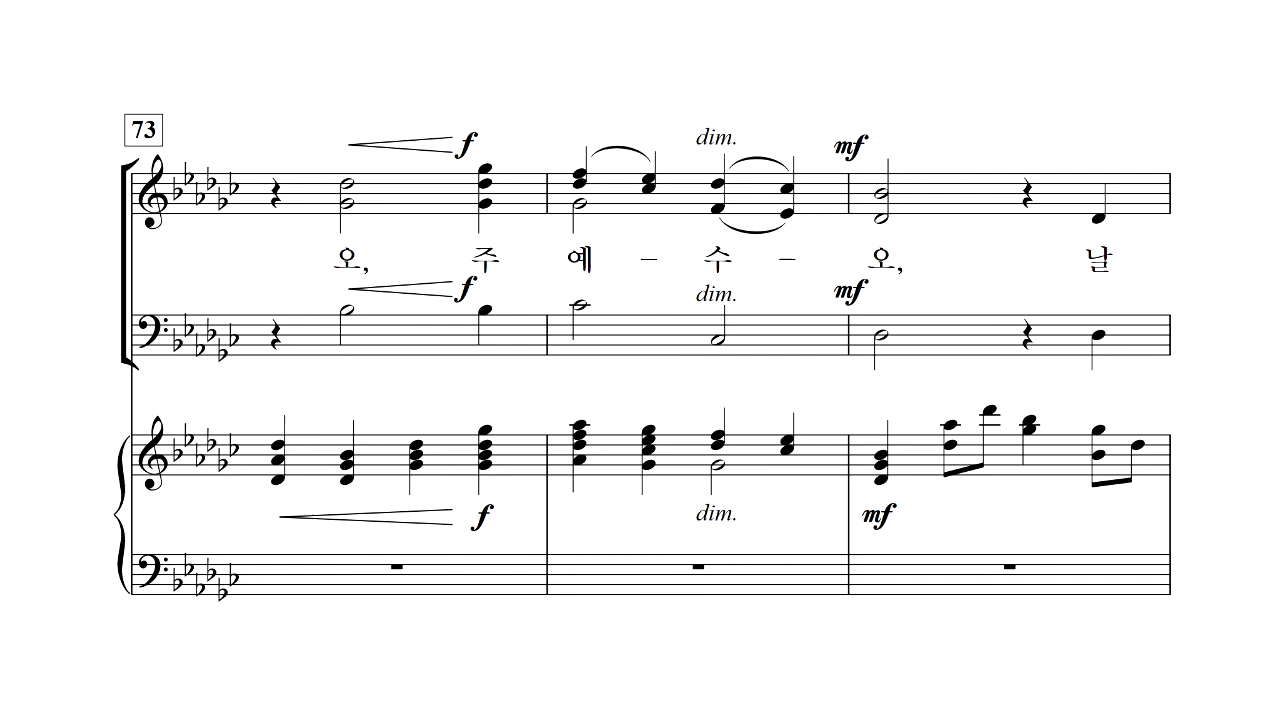 73
f
dim.
mf
오, 주 예 – 수 – 오, 날
f
dim.
mf
f
dim.
mf